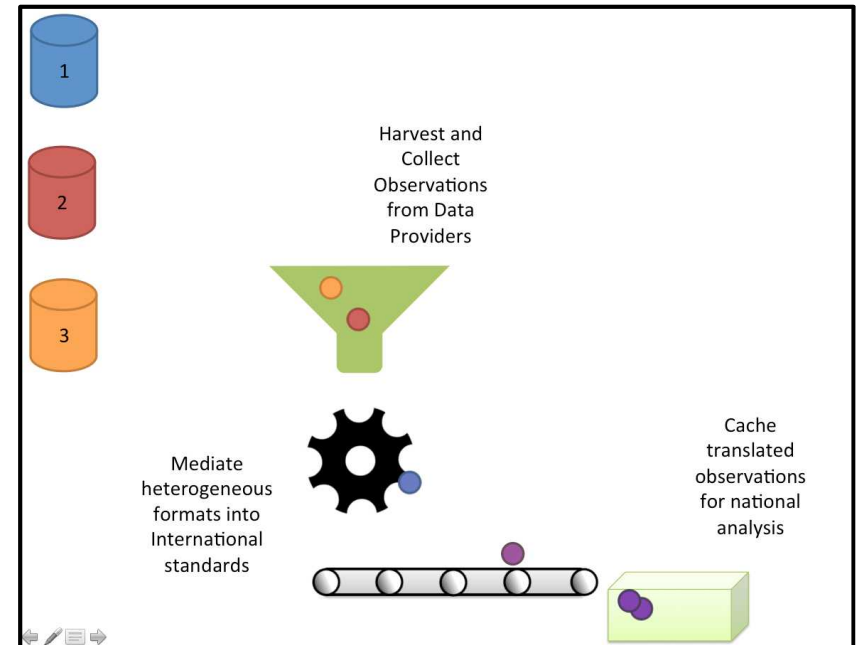 1
2
3
Harvest and
Collect
Observations
from Data
Providers
Mediate
heterogeneous
formats into
International
standards
Cache
translated
observations
for national
analysis